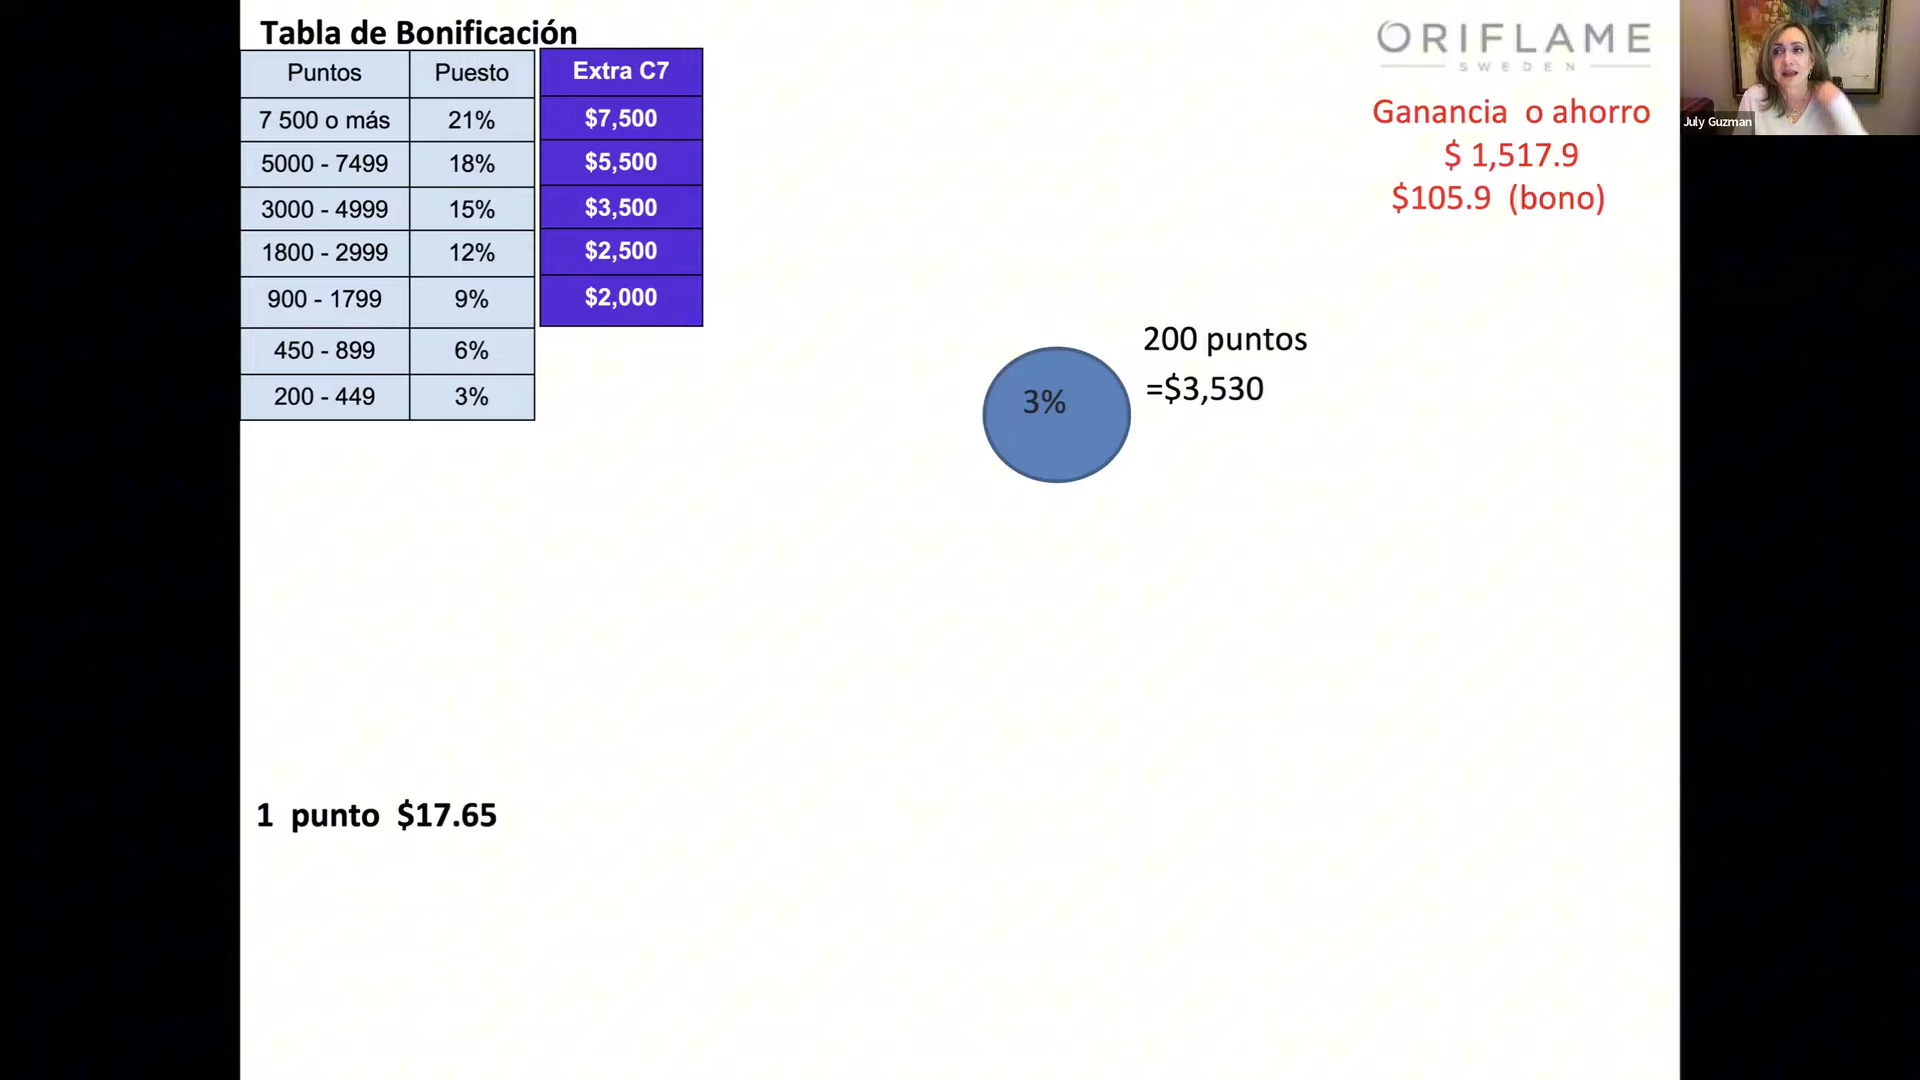 Tabla de Bonificación
Puntos Puesto Extra C7
7 500 o más 21% $7,500
5000 - 7499 18% $5,500
3000 - 4999 15% $3,500
1800 - 2999 12% $2,500
900 - 1799 9% $2,000
450 - 899 6%
200 - 449 3%
ORIFLAME
SWEDEN
Ganancia o ahorro
$ 1,517.9
$105.9 (bono)
July Guzman
200 puntos
=$3,530
3%
1 punto $17.65